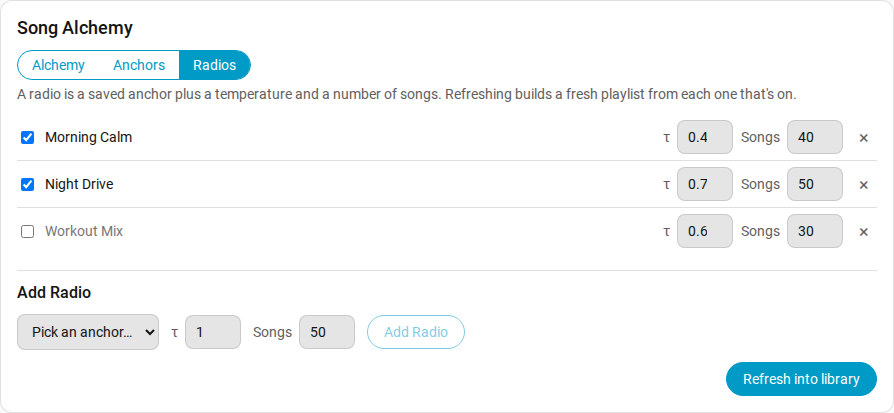 Song Alchemy
Alchemy Anchors Radios
A radio is a saved anchor plus a temperature and a number of songs. Refreshing builds a fresh playlist from each one that's on.
Morning Calm τ 0.4 Songs 40 ×
Night Drive τ 0.7 Songs 50 ×
Workout Mix τ 0.6 Songs 30 ×
Add Radio
Pick an anchor... τ 1 Songs 50 Add Radio
Refresh into library